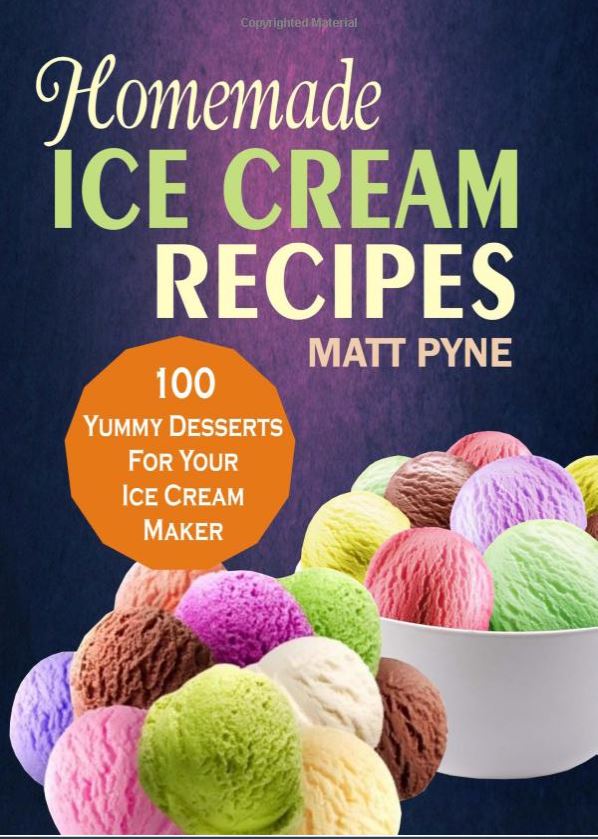 Copyrighted Material
Homemade
ICE CREAM
RECIPES
MATT PYNE
100
YUMMY DESSERTS
FOR YOUR
ICE CREAM
MAKER